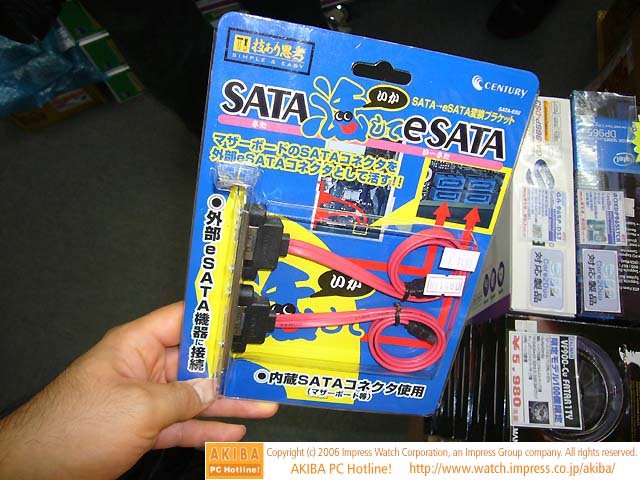 技あり思考
SIMPLE & EASY
CENTURY
SATA→eSATA変換ブラケット
SATA 活して eSATA
いか
マザーボードのSATAコネクタを
外部eSATAコネクタとして活す!!
●外部eSATA機器に接続
いか
●内蔵SATAコネクタ使用
(マザーボード等)
DP965
intel
対応製品
対応製品
VP900-Cu
¥5,980
AKIBA
PC Hotline!
Copyright (c) 2006 Impress Watch Corporation, an Impress Group company. All rights reserved.
AKIBA PC Hotline! http://www.watch.impress.co.jp/akiba/